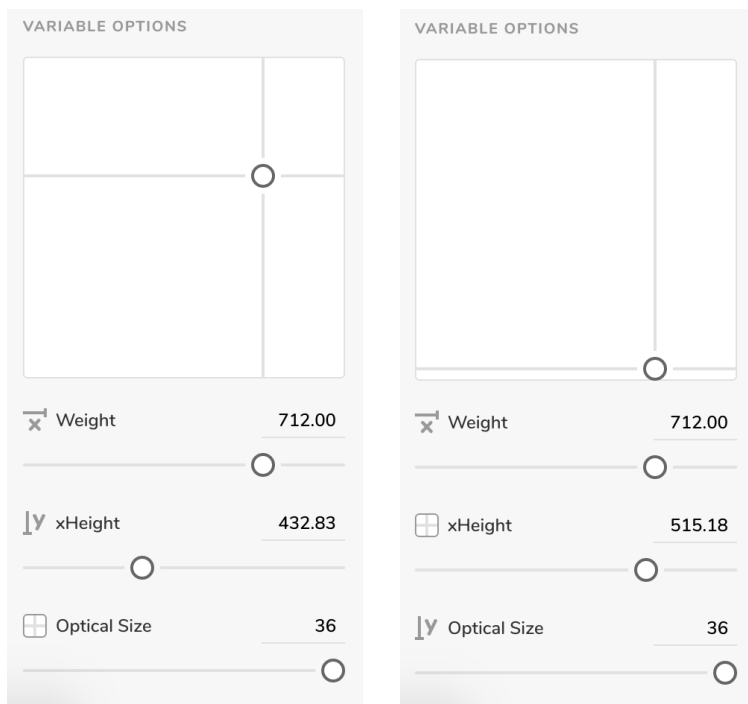 VARIABLE OPTIONS
x Weight 712.00
y xHeight 432.83
Optical Size 36
VARIABLE OPTIONS
x Weight 712.00
xHeight 515.18
y Optical Size 36